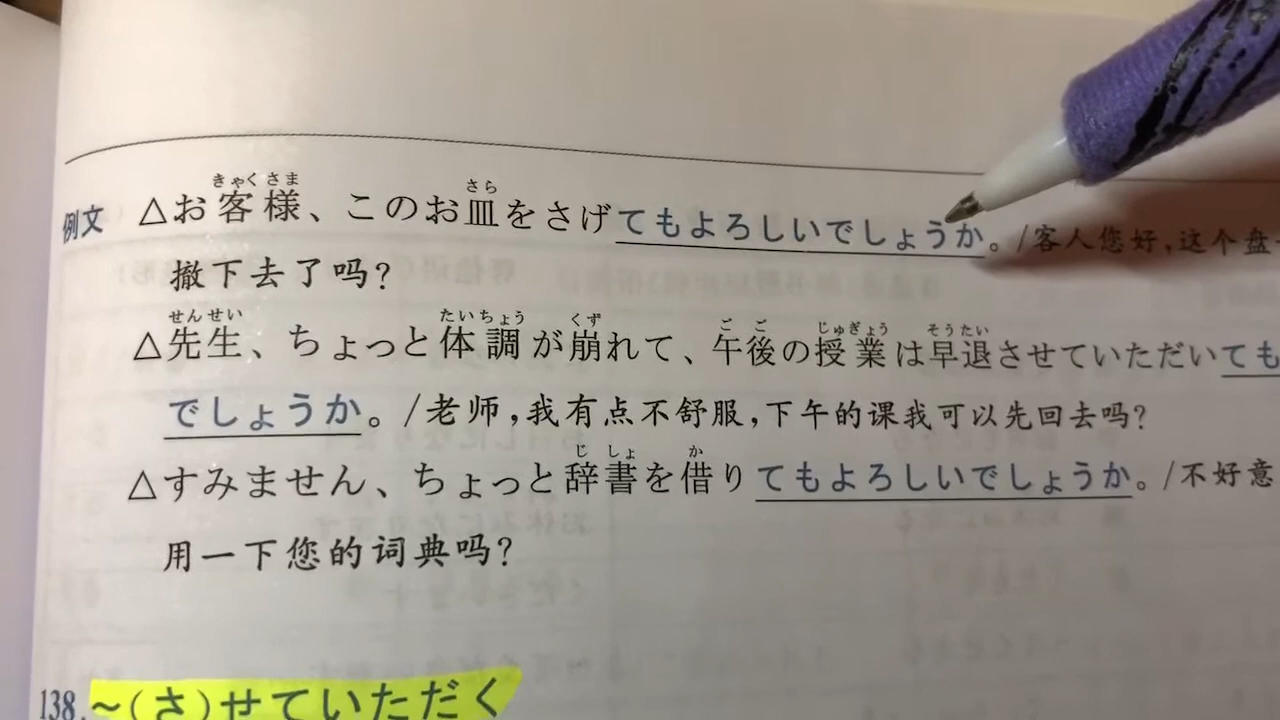 例文 △お客様、このお皿をさげてもよろしいでしょうか。/客人您好，这个盘
撤下去了吗？
△先生、ちょっと体調が崩れて、午後の授業は早退させていただいても
でしょうか。/老师，我有点不舒服，下午的课我可以先回去吗？
△すみません、ちょっと辞書を借りてもよろしいでしょうか。/不好意
用一下您的词典吗？
138.～(さ)せていただく